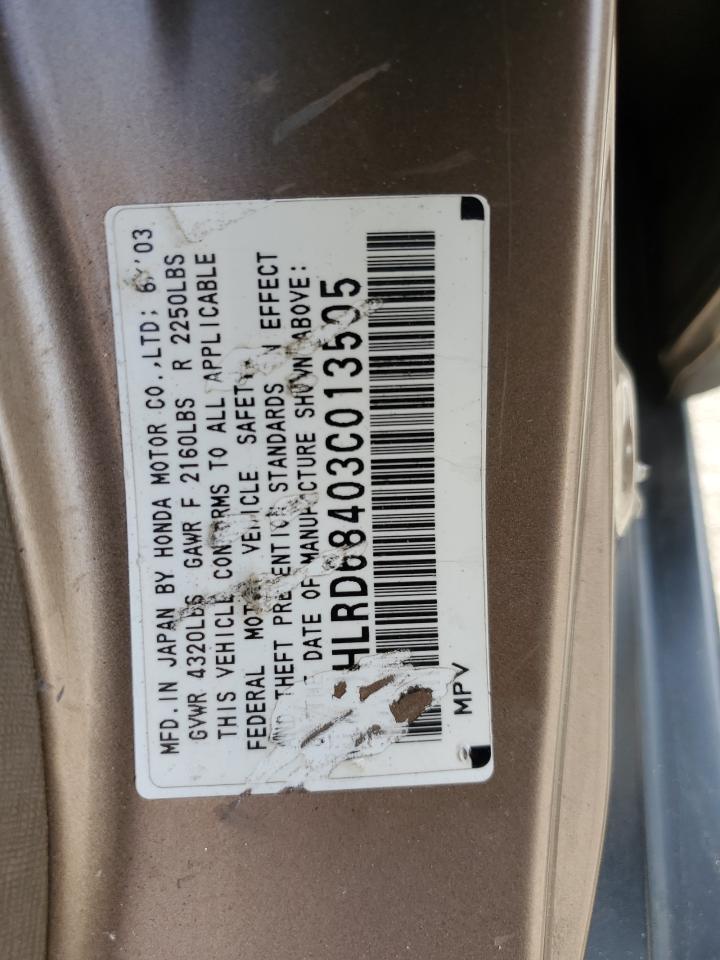 MFD. IN JAPAN BY HONDA MOTOR CO.,LTD; 6/'03
GVWR 4320LBS GAWR F 2160LBS R 2250LBS
THIS VEHICLE CONFORMS TO ALL APPLICABLE
FEDERAL MOTOR VEHICLE SAFETY
AND THEFT PREVENTION STANDARDS IN EFFECT
DATE OF MANUFACTURE SHOWN ABOVE:
HLRD68403C013505
MPV